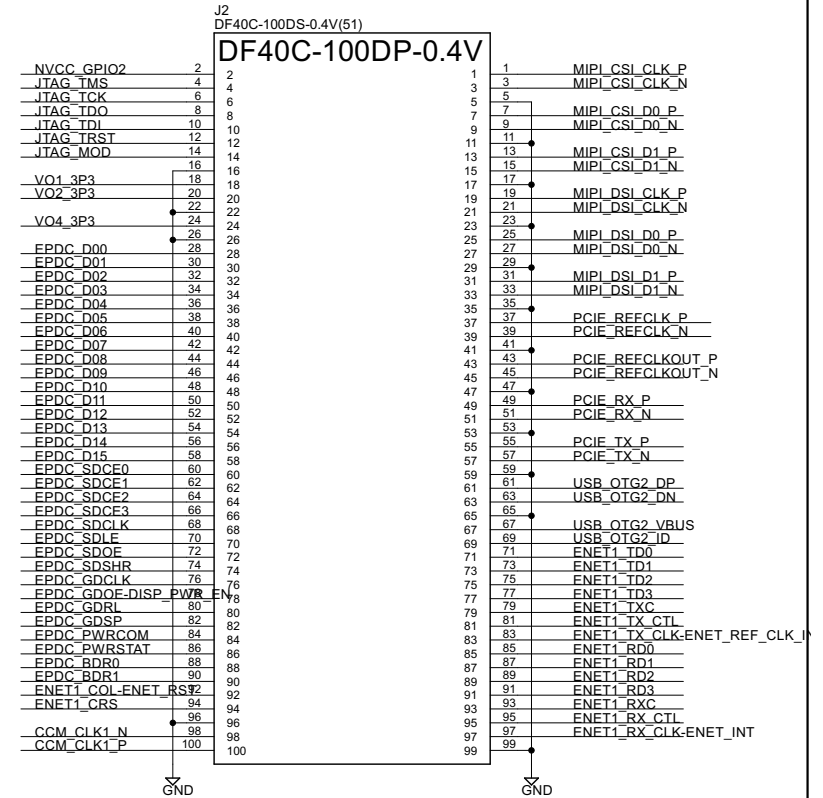 J2
DF40C-100DS-0.4V(51)
DF40C-100DP-0.4V
NVCC_GPIO2 2 2 1 1 MIPI_CSI_CLK_P
JTAG_TMS 4 4 3 3 MIPI_CSI_CLK_N
JTAG_TCK 6 6 5 5
JTAG_TDO 8 8 7 7 MIPI_CSI_D0_P
JTAG_TDI 10 10 9 9 MIPI_CSI_D0_N
JTAG_TRST 12 12 11 11
JTAG_MOD 14 14 13 13 MIPI_CSI_D1_P
16 16 15 15 MIPI_CSI_D1_N
VO1_3P3 18 18 17 17
VO2_3P3 20 20 19 19 MIPI_DSI_CLK_P
22 22 21 21 MIPI_DSI_CLK_N
VO4_3P3 24 24 23 23
26 26 25 25 MIPI_DSI_D0_P
EPDC_D00 28 28 27 27 MIPI_DSI_D0_N
EPDC_D01 30 30 29 29
EPDC_D02 32 32 31 31 MIPI_DSI_D1_P
EPDC_D03 34 34 33 33 MIPI_DSI_D1_N
EPDC_D04 36 36 35 35
EPDC_D05 38 38 37 37 PCIE_REFCLK_P
EPDC_D06 40 40 39 39 PCIE_REFCLK_N
EPDC_D07 42 42 41 41
EPDC_D08 44 44 43 43 PCIE_REFCLKOUT_P
EPDC_D09 46 46 45 45 PCIE_REFCLKOUT_N
EPDC_D10 48 48 47 47
EPDC_D11 50 50 49 49 PCIE_RX_P
EPDC_D12 52 52 51 51 PCIE_RX_N
EPDC_D13 54 54 53 53
EPDC_D14 56 56 55 55 PCIE_TX_P
EPDC_D15 58 58 57 57 PCIE_TX_N
EPDC_SDCE0 60 60 59 59
EPDC_SDCE1 62 62 61 61 USB_OTG2_DP
EPDC_SDCE2 64 64 63 63 USB_OTG2_DN
EPDC_SDCE3 66 66 65 65
EPDC_SDCLK 68 68 67 67 USB_OTG2_VBUS
EPDC_SDLE 70 70 69 69 USB_OTG2_ID
EPDC_SDOE 72 72 71 71 ENET1_TD0
EPDC_SDSHR 74 74 73 73 ENET1_TD1
EPDC_GDCLK 76 76 75 75 ENET1_TD2
EPDC_GDOE-DISP_PWR_EN 78 78 77 77 ENET1_TD3
EPDC_GDRL 80 80 79 79 ENET1_TXC
EPDC_GDSP 82 82 81 81 ENET1_TX_CTL
EPDC_PWRCOM 84 84 83 83 ENET1_TX_CLK-ENET_REF_CLK_I
EPDC_PWRSTAT 86 86 85 85 ENET1_RD0
EPDC_BDR0 88 88 87 87 ENET1_RD1
EPDC_BDR1 90 90 89 89 ENET1_RD2
ENET1_COL-ENET_RST 92 92 91 91 ENET1_RD3
ENET1_CRS 94 94 93 93 ENET1_RXC
96 96 95 95 ENET1_RX_CTL
CCM_CLK1_N 98 98 97 97 ENET1_RX_CLK-ENET_INT
CCM_CLK1_P 100 100 99 99
GND GND